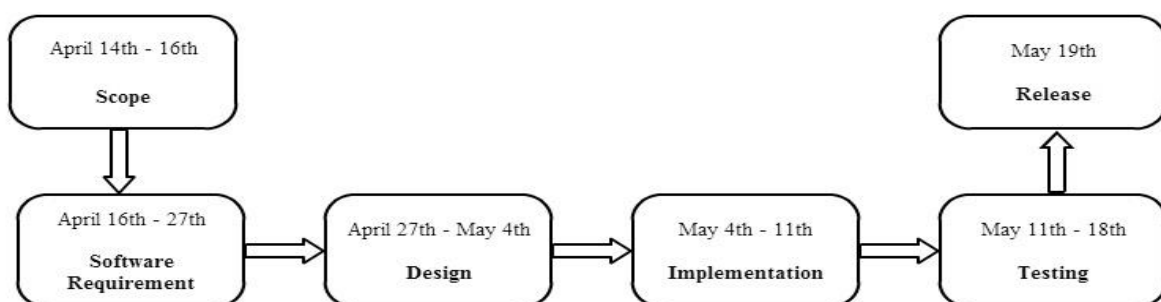 April 14th - 16th
Scope
April 16th - 27th
Software
Requirement
April 27th - May 4th
Design
May 4th - 11th
Implementation
May 11th - 18th
Testing
May 19th
Release